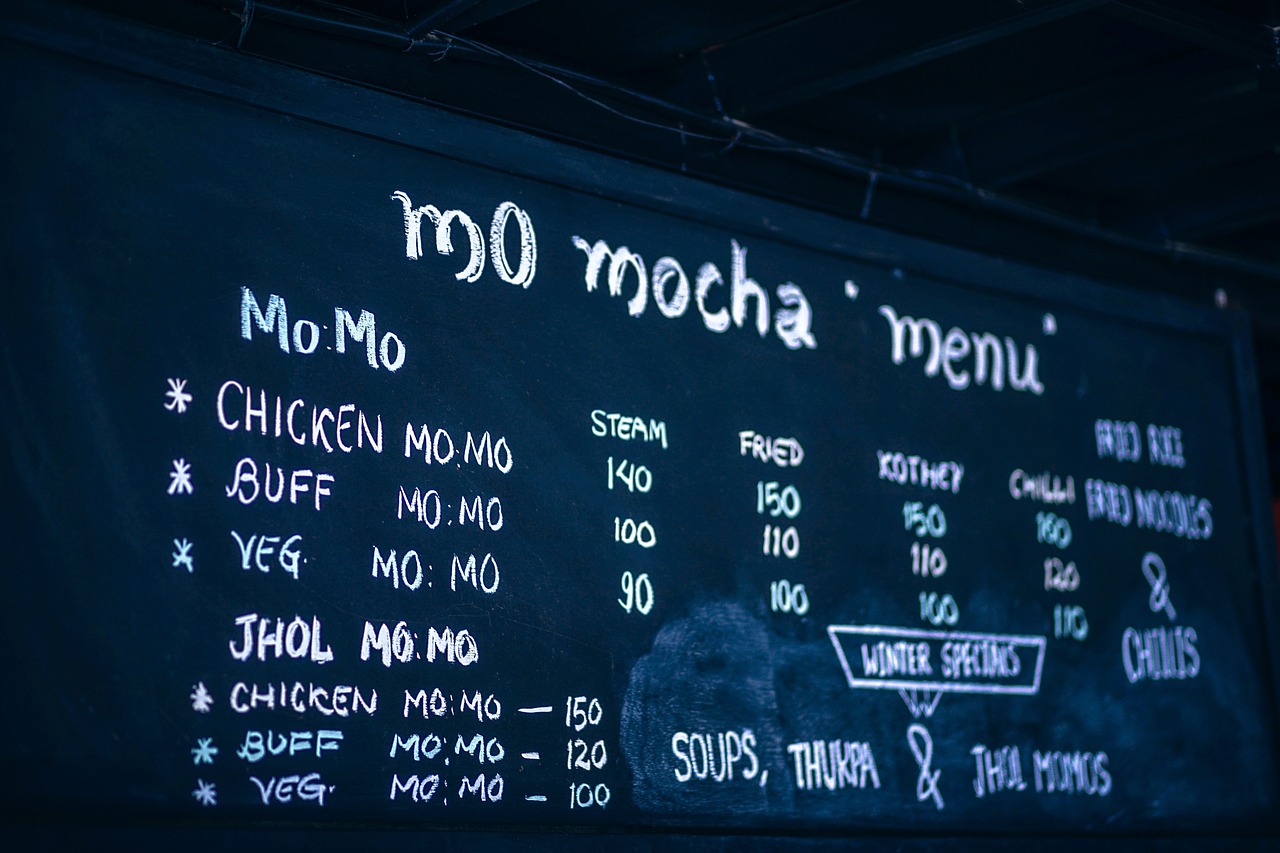 mO mocha "menu"
Mo:Mo
STEAM FRIED KOTHEY CHILLI
* CHICKEN MO:MO 140 150 150 160
* BUFF MO:MO 100 110 110 120
* VEG. MO:MO 90 100 100 110
JHOL MO:MO
* CHICKEN MO:MO — 150
* BUFF MO:MO - 120
* VEG. MO:MO - 100
FRIED RICE
FRIED NOODLES
&
CHILLIS
WINTER SPECIALS
SOUPS, THUKPA & JHOL MOMOS